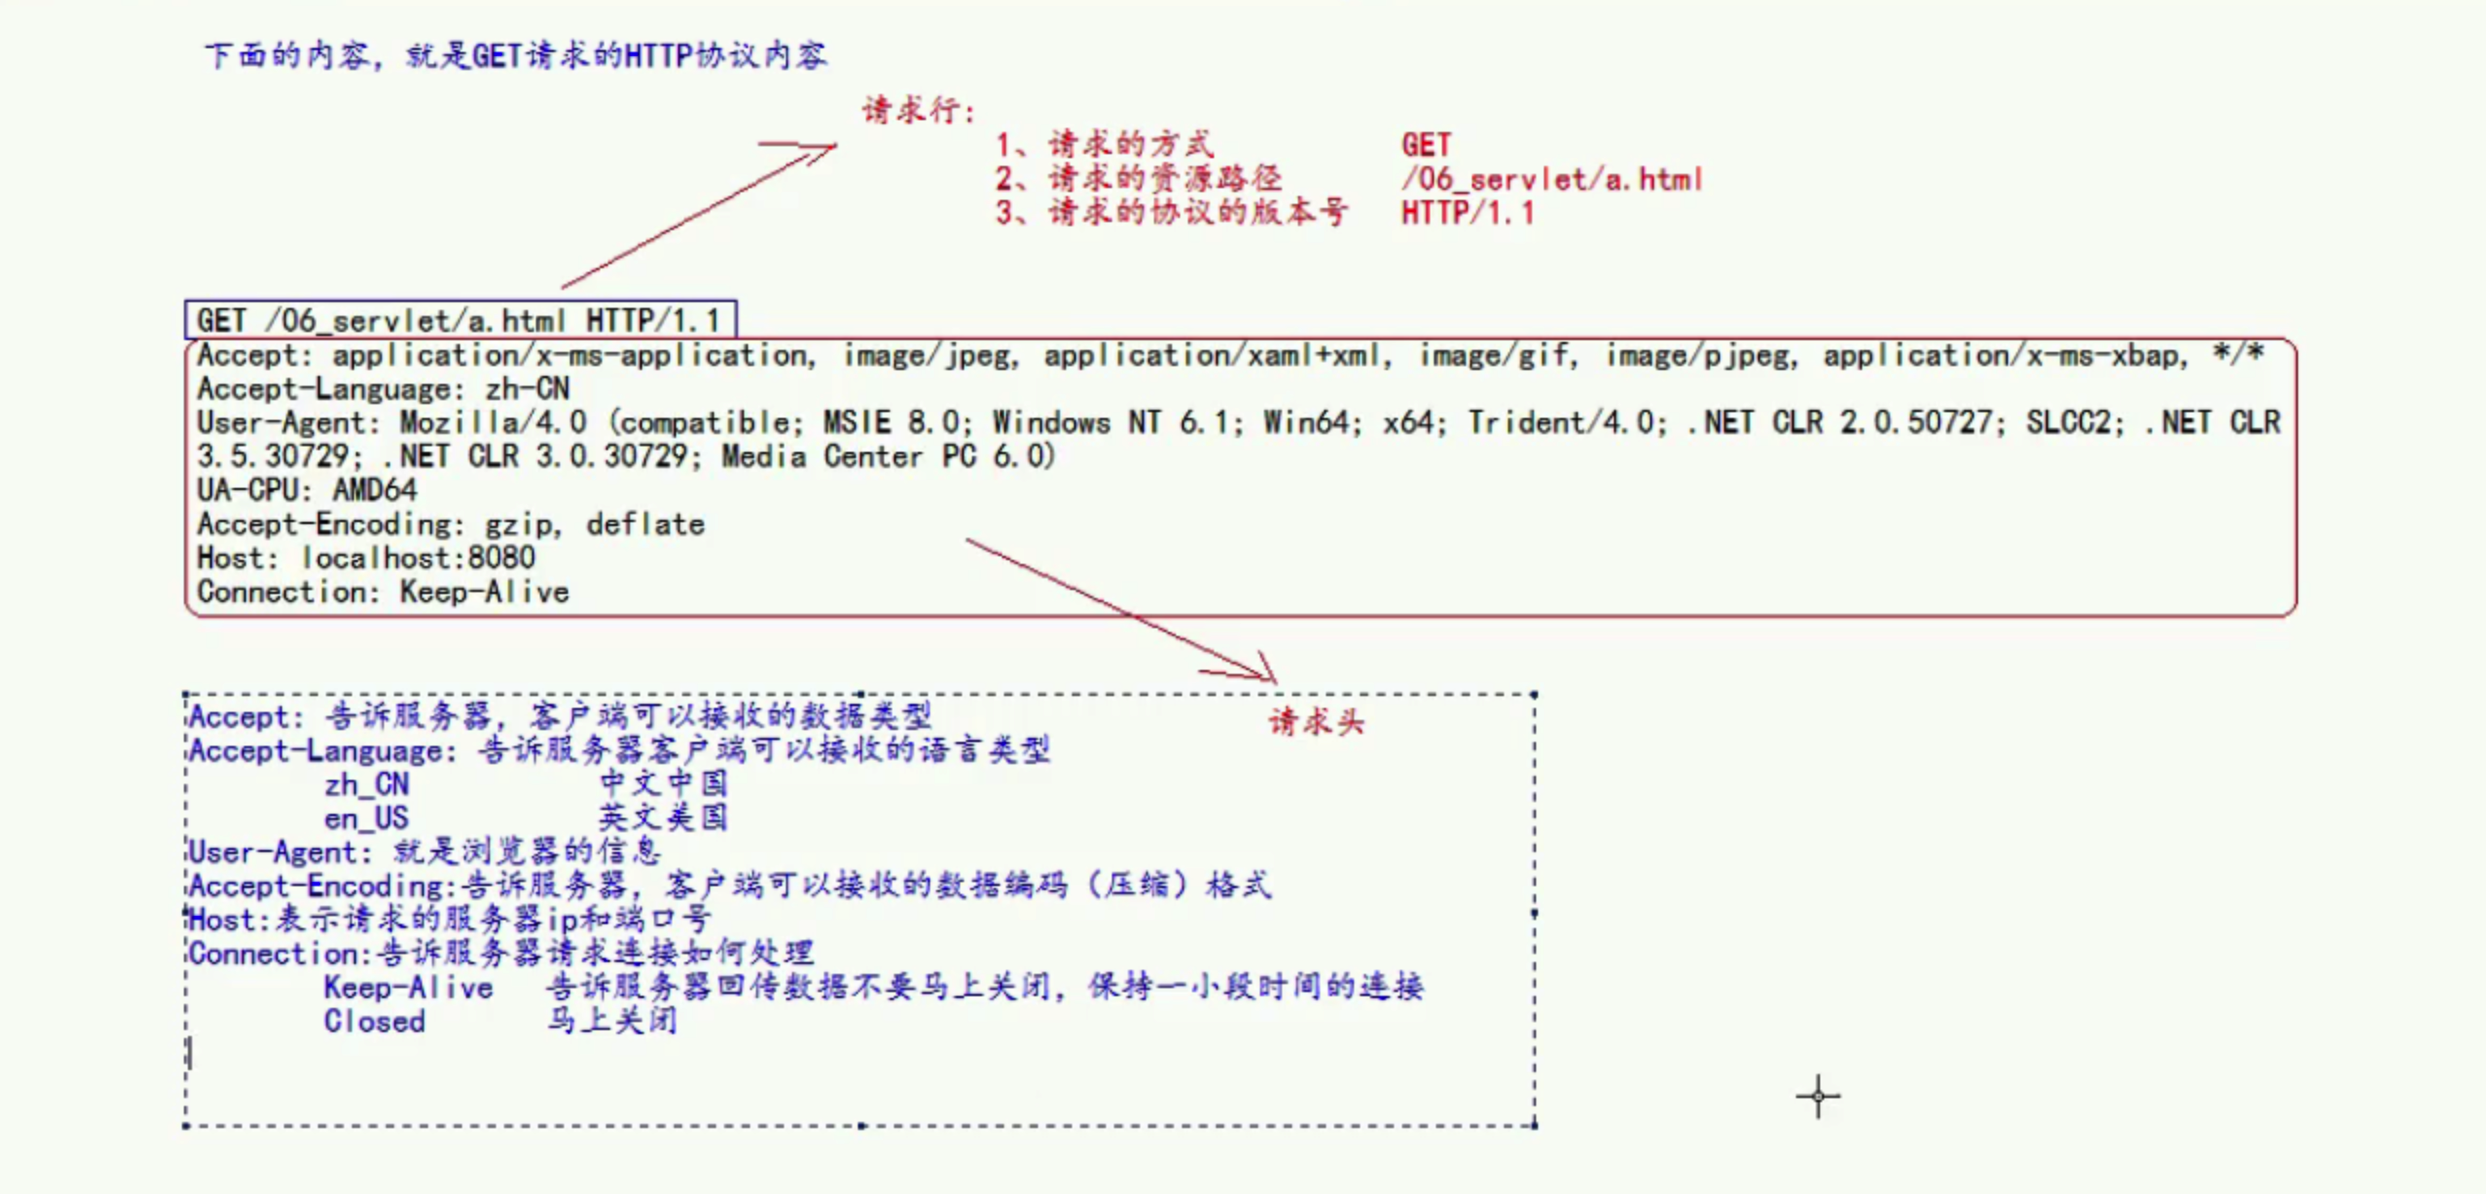 下面的内容，就是GET请求的HTTP协议内容
请求行：
1、请求的方式 GET
2、请求的资源路径 /06_servlet/a.html
3、请求的协议的版本号 HTTP/1.1
GET /06_servlet/a.html HTTP/1.1
Accept: application/x-ms-application, image/jpeg, application/xaml+xml, image/gif, image/pjpeg, application/x-ms-xbap, */*
Accept-Language: zh-CN
User-Agent: Mozilla/4.0 (compatible; MSIE 8.0; Windows NT 6.1; Win64; x64; Trident/4.0; .NET CLR 2.0.50727; SLCC2; .NET CLR
3.5.30729; .NET CLR 3.0.30729; Media Center PC 6.0)
UA-CPU: AMD64
Accept-Encoding: gzip, deflate
Host: localhost:8080
Connection: Keep-Alive
请求头
Accept: 告诉服务器，客户端可以接收的数据类型
Accept-Language: 告诉服务器客户端可以接收的语言类型
zh_CN 中文中国
en_US 英文美国
User-Agent: 就是浏览器的信息
Accept-Encoding:告诉服务器，客户端可以接收的数据编码（压缩）格式
Host:表示请求的服务器ip和端口号
Connection:告诉服务器请求连接如何处理
Keep-Alive 告诉服务器回传数据不要马上关闭，保持一小段时间的连接
Closed 马上关闭